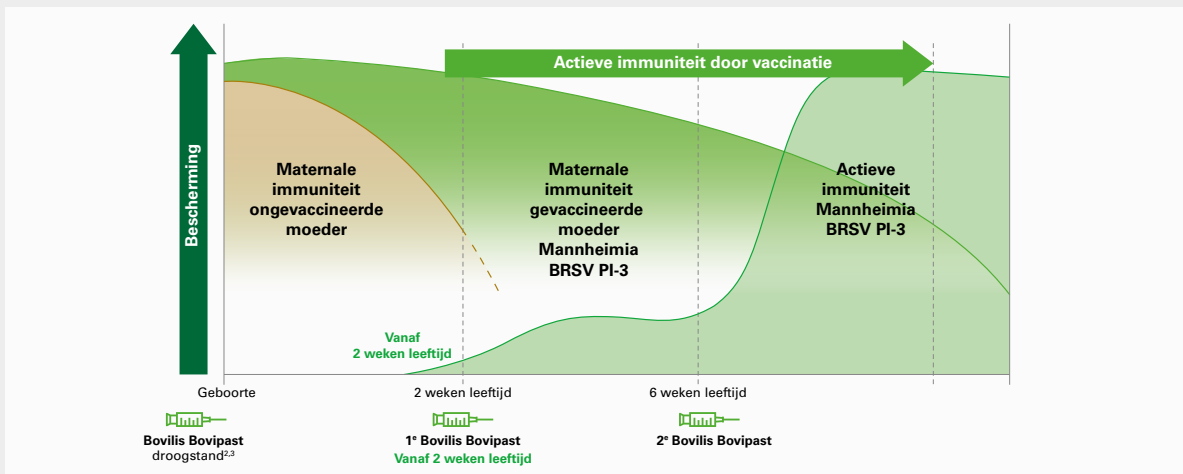 Actieve immuniteit door vaccinatie
Bescherming
Maternale
immuniteit
ongevaccineerde
moeder
Maternale
immuniteit
gevaccineerde
moeder
Mannheimia
BRSV PI-3
Actieve
immuniteit
Mannheimia
BRSV PI-3
Vanaf
2 weken leeftijd
Geboorte
2 weken leeftijd
6 weken leeftijd
Bovilis Bovipast
droogstand²,³
1ᵉ Bovilis Bovipast
Vanaf 2 weken leeftijd
2ᵉ Bovilis Bovipast